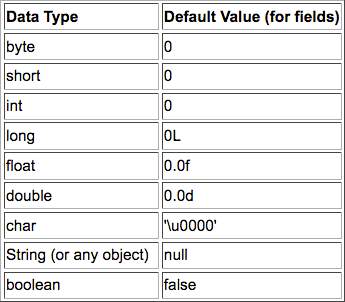 Data Type Default Value (for fields)
byte 0
short 0
int 0
long 0L
float 0.0f
double 0.0d
char '\u0000'
String (or any object) null
boolean false